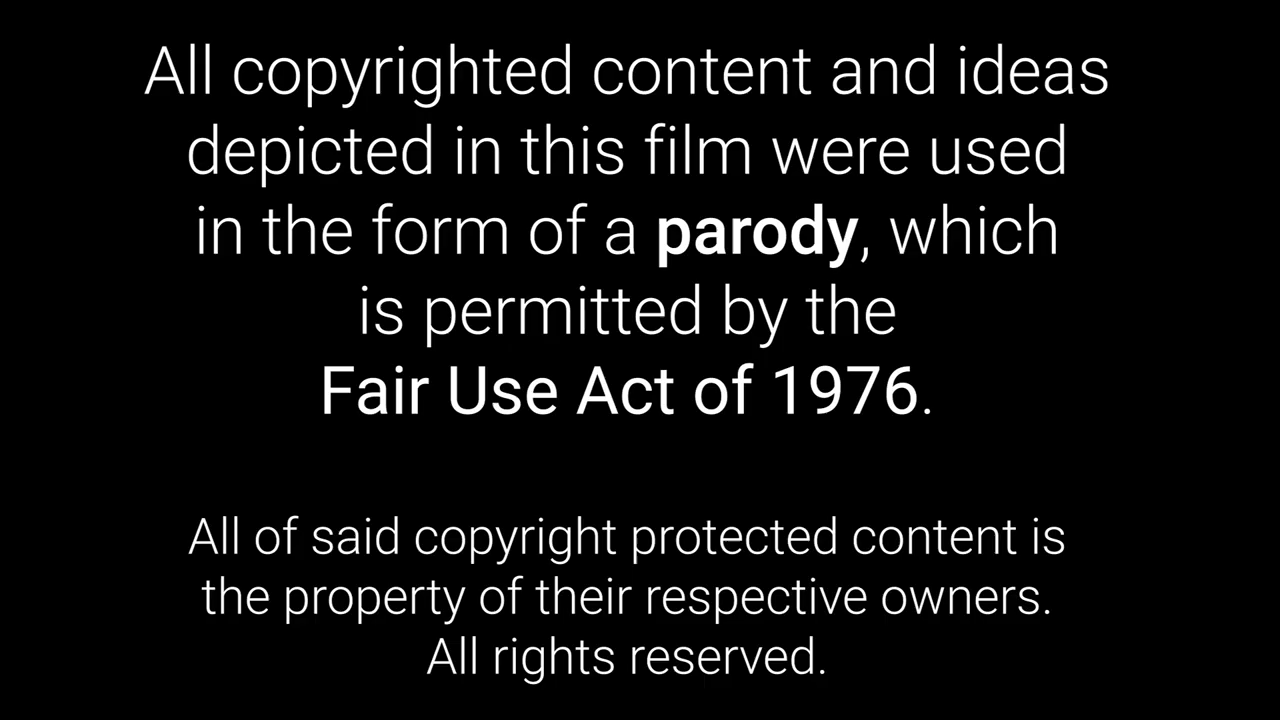 All copyrighted content and ideas
depicted in this film were used
in the form of a parody, which
is permitted by the
Fair Use Act of 1976.
All of said copyright protected content is
the property of their respective owners.
All rights reserved.